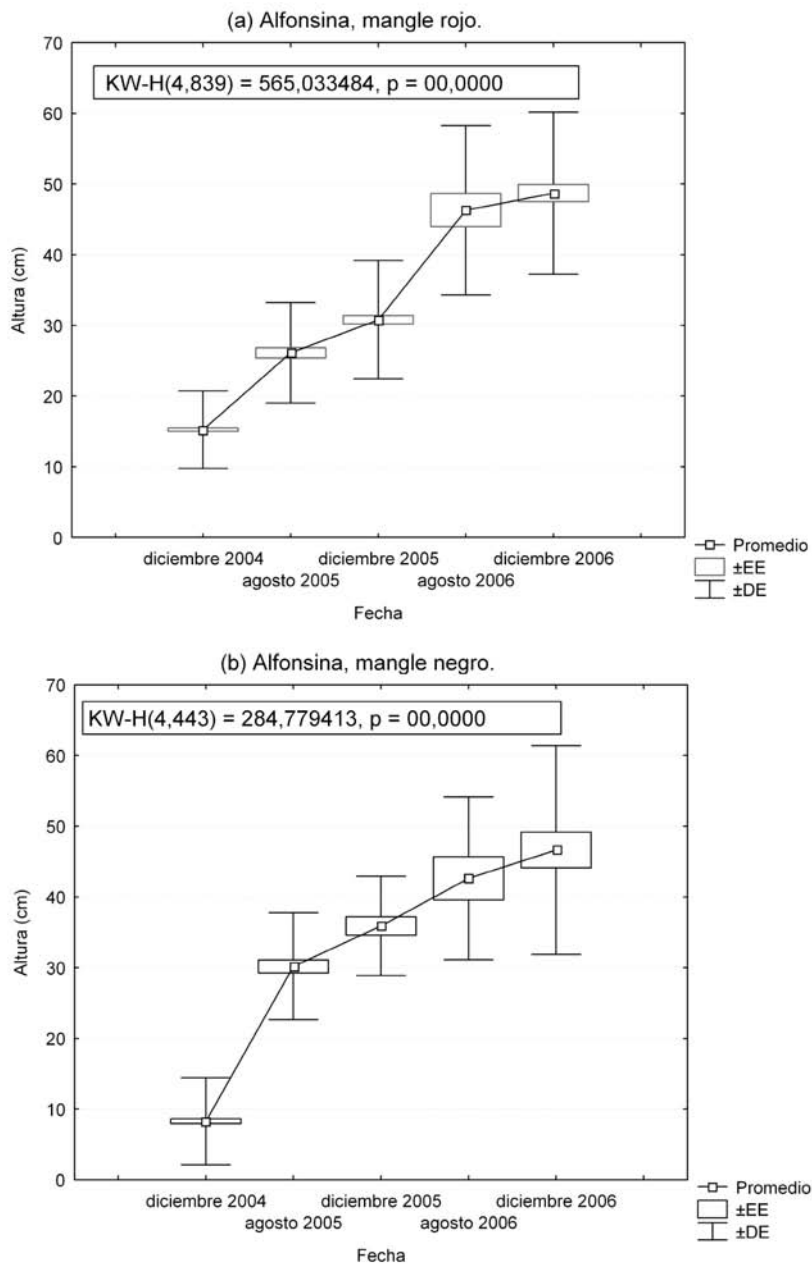 (a) Alfonsina, mangle rojo.
KW-H(4,839) = 565,033484, p = 00,0000
70
60
50
40
30
20
10
0
Altura (cm)
diciembre 2004
agosto 2005
diciembre 2005
agosto 2006
diciembre 2006
Fecha
Promedio
±EE
±DE
(b) Alfonsina, mangle negro.
KW-H(4,443) = 284,779413, p = 00,0000
70
60
50
40
30
20
10
0
Altura (cm)
diciembre 2004
agosto 2005
diciembre 2005
agosto 2006
diciembre 2006
Fecha
Promedio
±EE
±DE